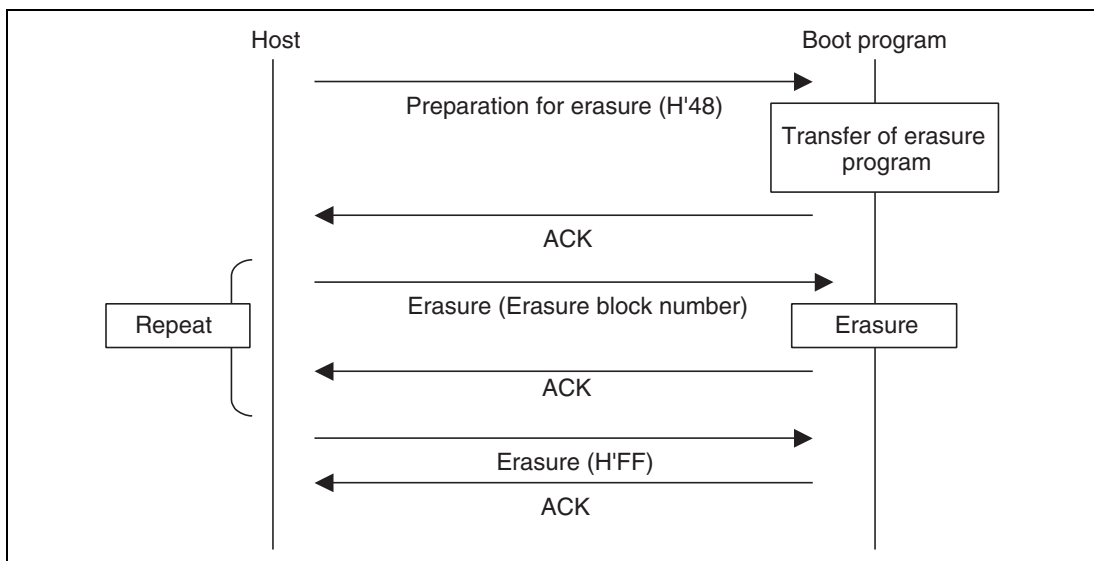 Host
Boot program
Preparation for erasure (H'48)
Transfer of erasure
program
ACK
Erasure (Erasure block number)
Repeat
Erasure
ACK
Erasure (H'FF)
ACK